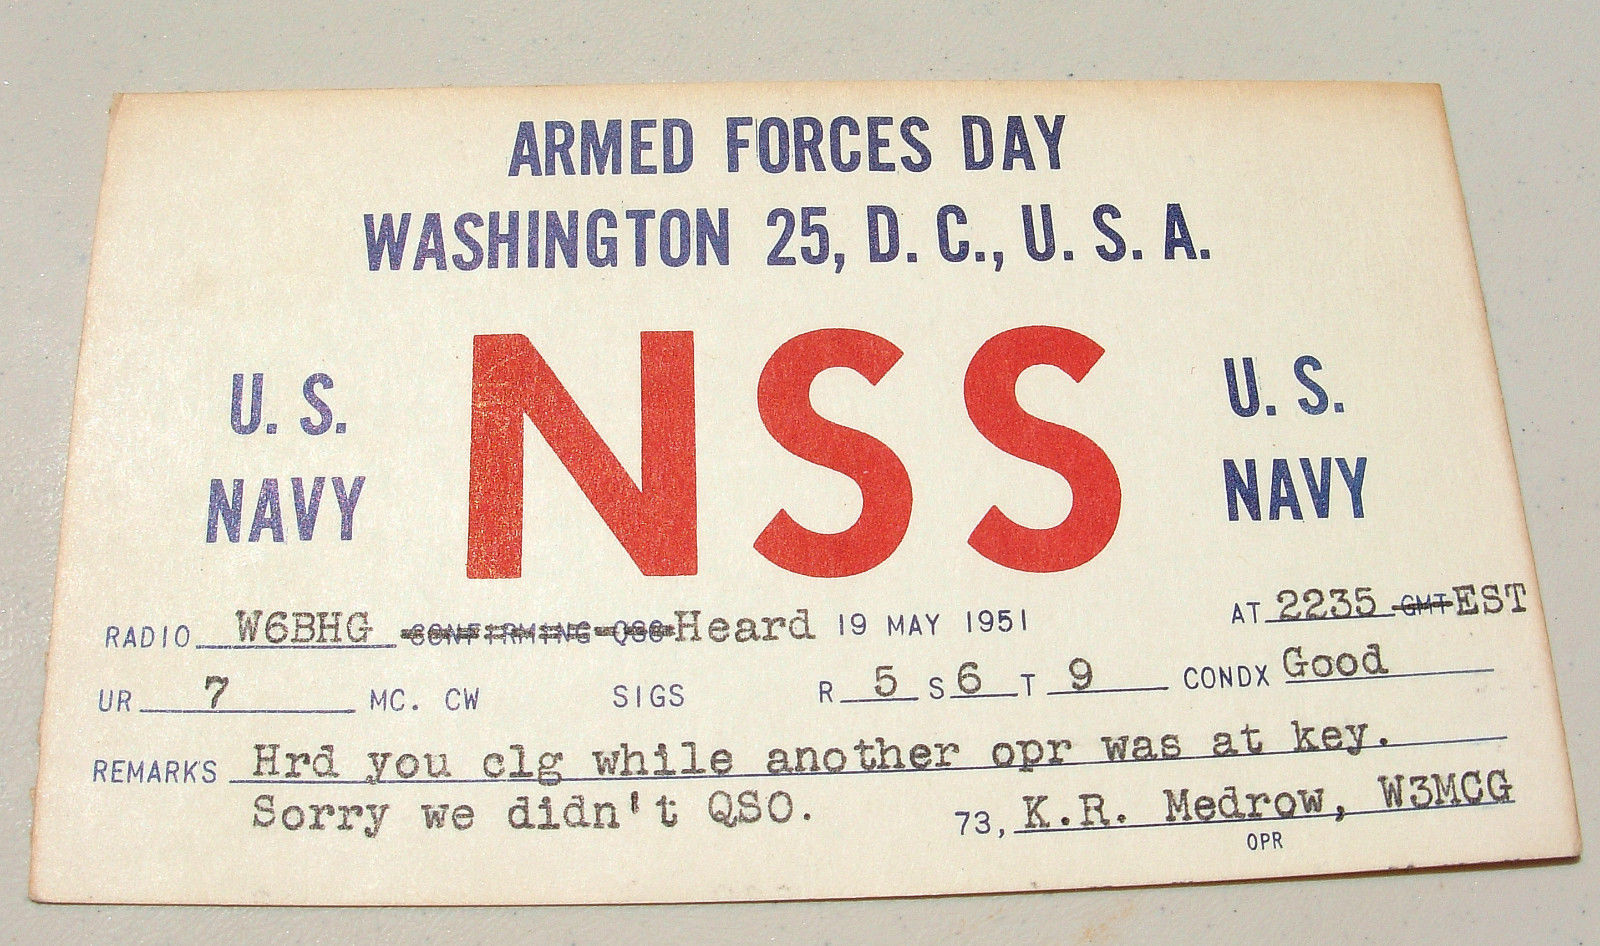 ARMED FORCES DAY
WASHINGTON 25, D. C., U. S. A.
U. S. NAVY
NSS
U. S. NAVY
RADIO W6BHG CONFIRMING QSO Heard 19 MAY 1951 AT 2235 GMT EST
UR 7 MC. CW SIGS R 5 S 6 T 9 CONDX Good
REMARKS Hrd you clg while another opr was at key.
Sorry we didn't QSO. 73, K.R. Medrow, W3MCG
OPR